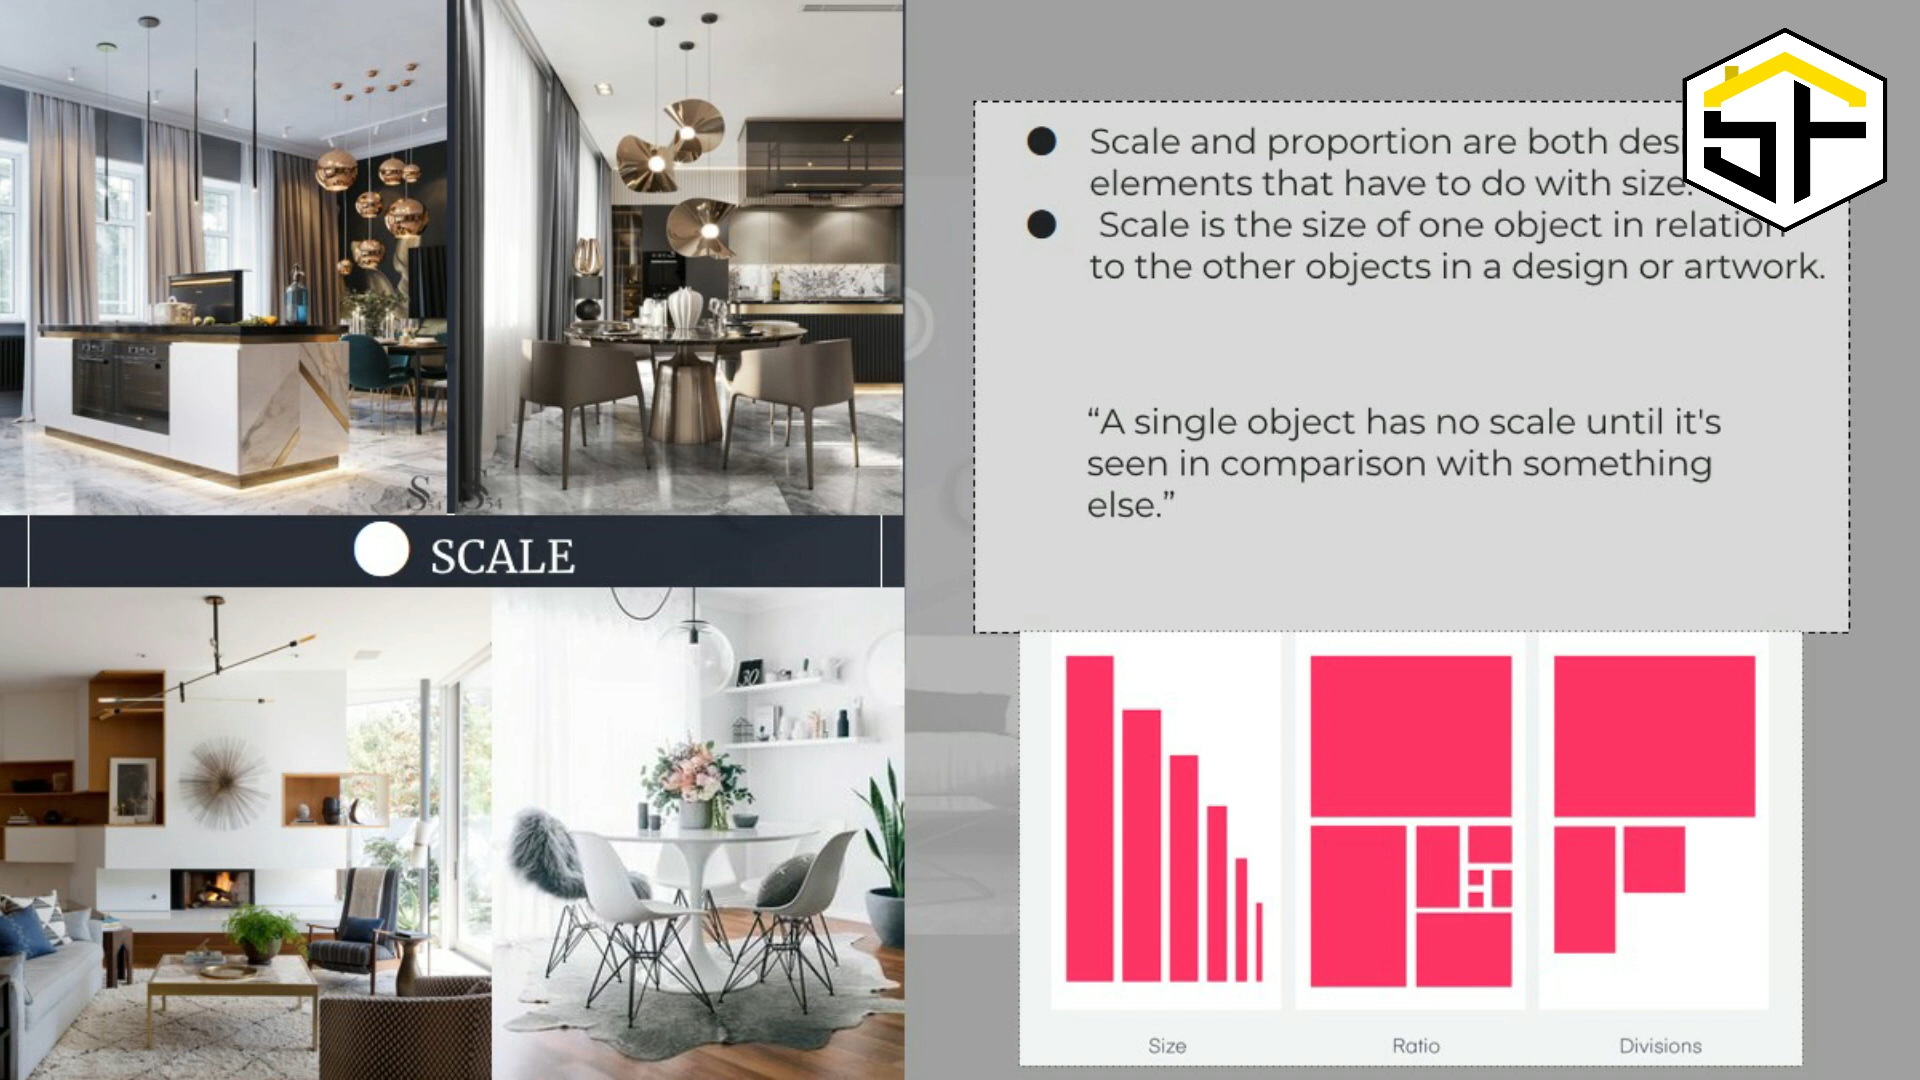 SCALE
Scale and proportion are both des
elements that have to do with size.
Scale is the size of one object in relation
to the other objects in a design or artwork.
“A single object has no scale until it's
seen in comparison with something
else.”
Size
Ratio
Divisions